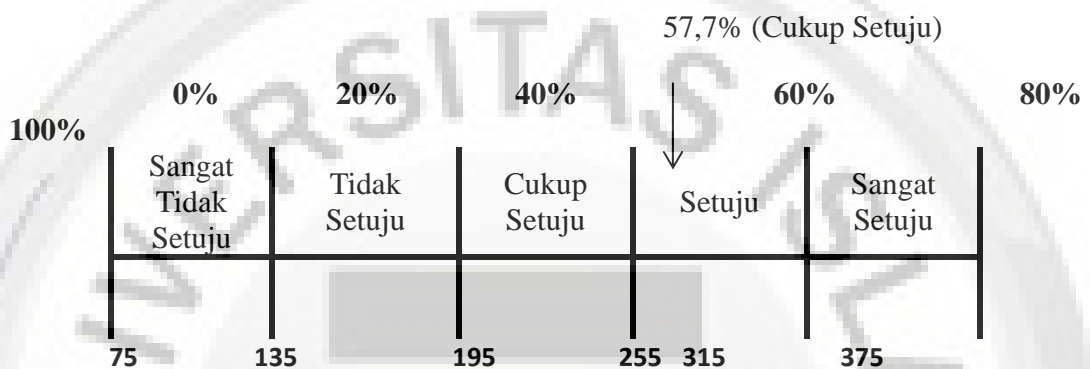 57,7% (Cukup Setuju)
0% 20% 40% 60% 80%
100%
Sangat Tidak Setuju
Tidak Setuju
Cukup Setuju
Setuju
Sangat Setuju
75 135 195 255 315 375